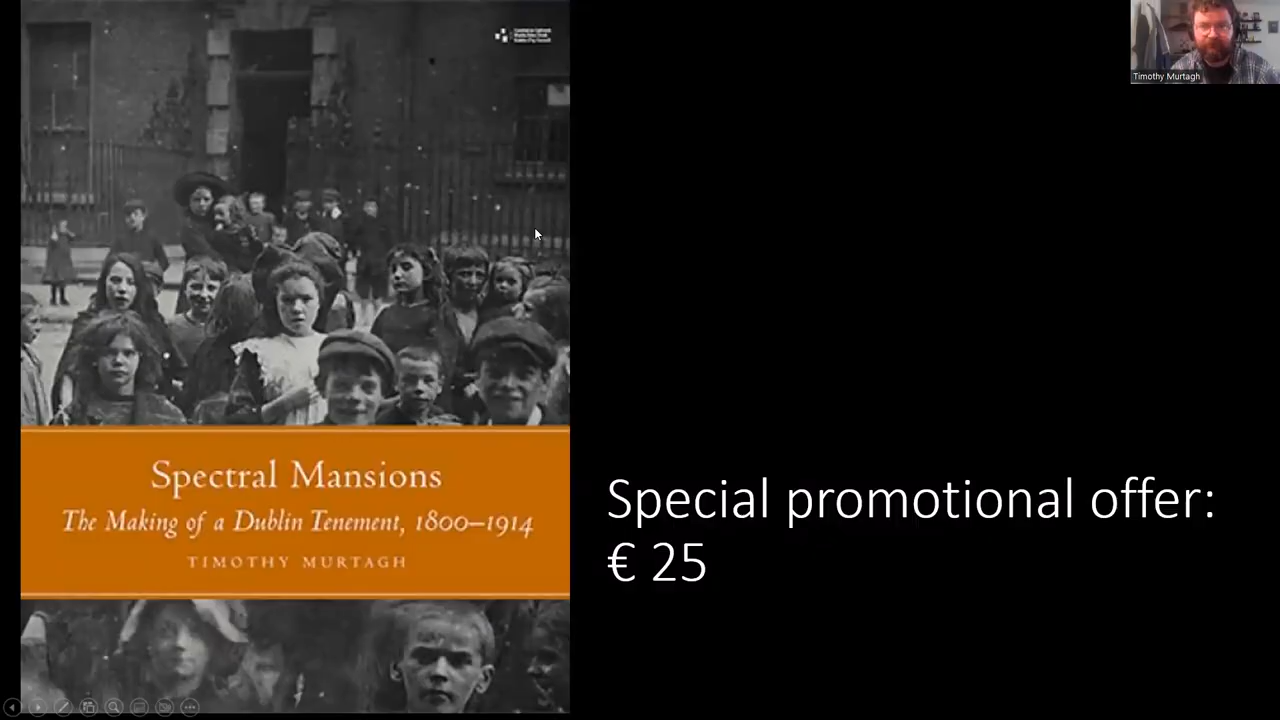 Timothy Murtagh
Spectral Mansions
The Making of a Dublin Tenement, 1800–1914
TIMOTHY MURTAGH
Special promotional offer:
€ 25